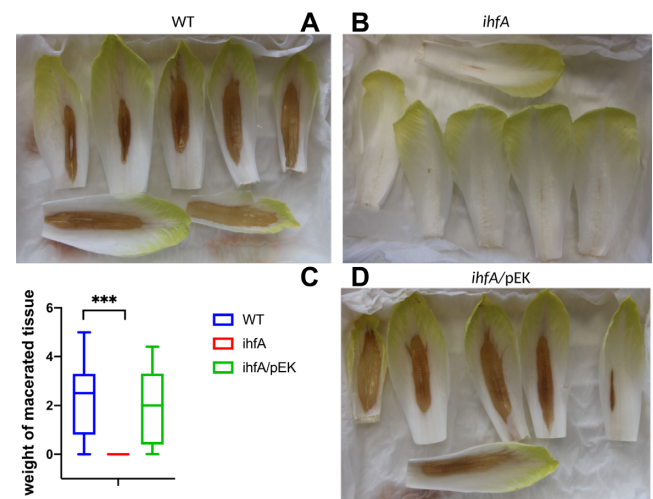 WT
A
B
ihfA
C
D
ihfA/pEK
weight of macerated tissue
6
4
2
0
***
WT
ihfA
ihfA/pEK